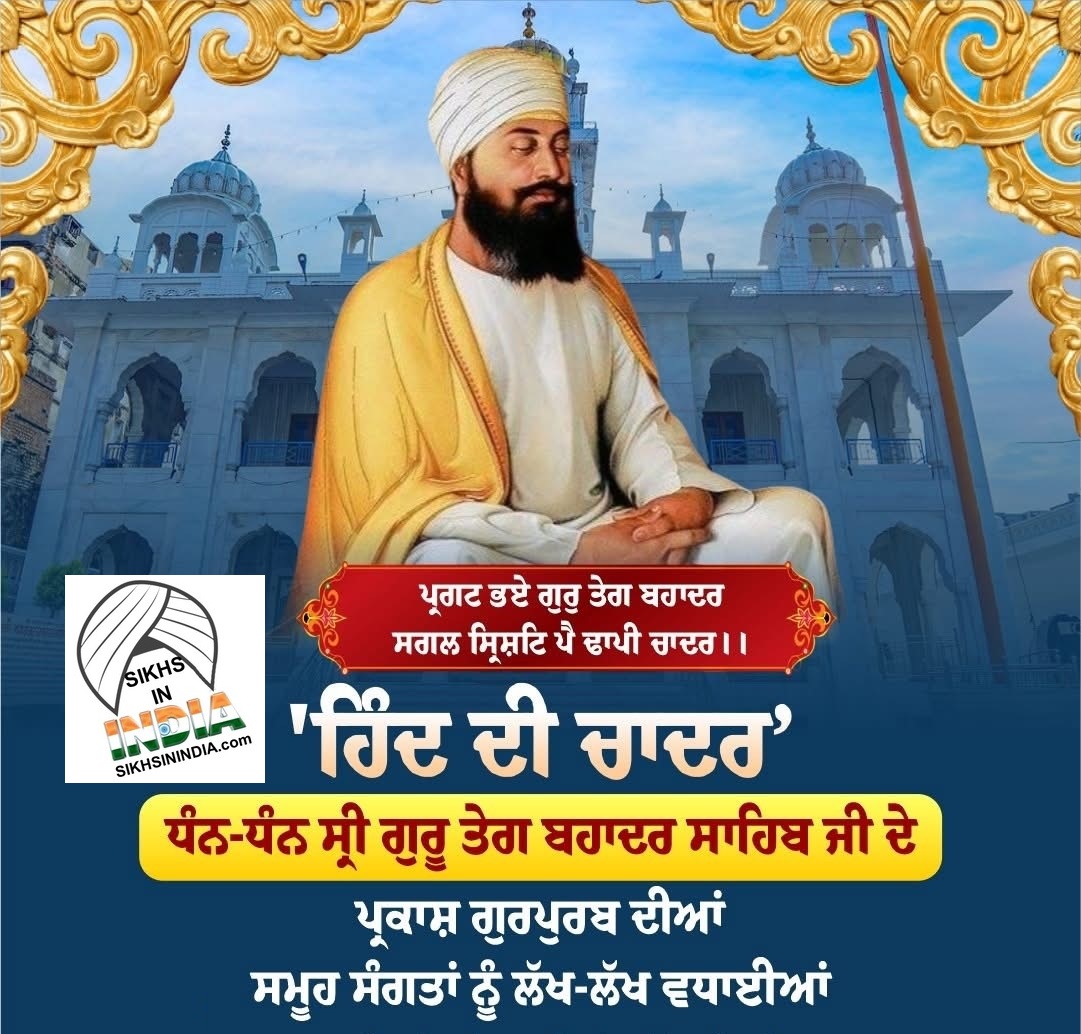 ਪ੍ਰਗਟ ਭਏ ਗੁਰੁ ਤੇਗ ਬਹਾਦਰ
ਸਗਲ ਸ੍ਰਿਸ਼ਟਿ ਪੈ ਢਾਪੀ ਚਾਦਰ।।
SIKHS
IN
INDIA
SIKHSININDIA.com
'ਹਿੰਦ ਦੀ ਚਾਦਰ’
ਧੰਨ-ਧੰਨ ਸ੍ਰੀ ਗੁਰੂ ਤੇਗ ਬਹਾਦਰ ਸਾਹਿਬ ਜੀ ਦੇ
ਪ੍ਰਕਾਸ਼ ਗੁਰਪੁਰਬ ਦੀਆਂ
ਸਮੂਹ ਸੰਗਤਾਂ ਨੂੰ ਲੱਖ-ਲੱਖ ਵਧਾਈਆਂ